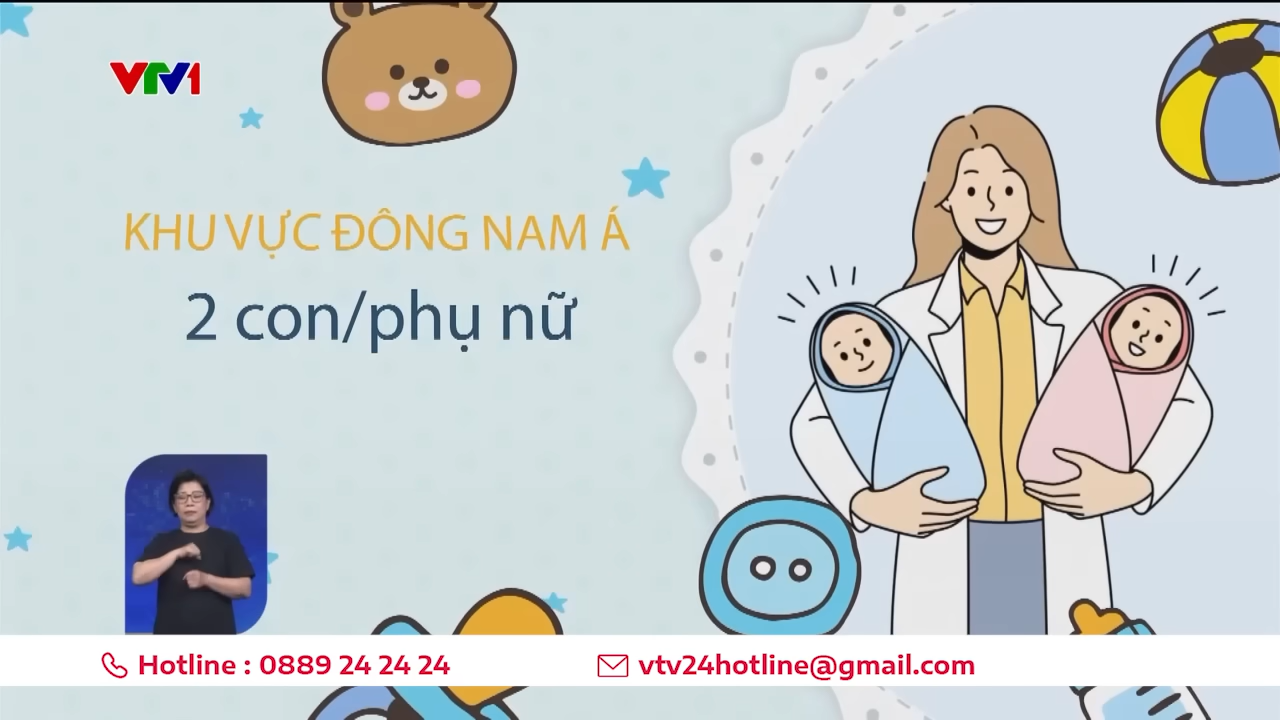 VTV1
KHU VỰC ĐÔNG NAM Á
2 con/phụ nữ
Hotline : 0889 24 24 24
vtv24hotline@gmail.com